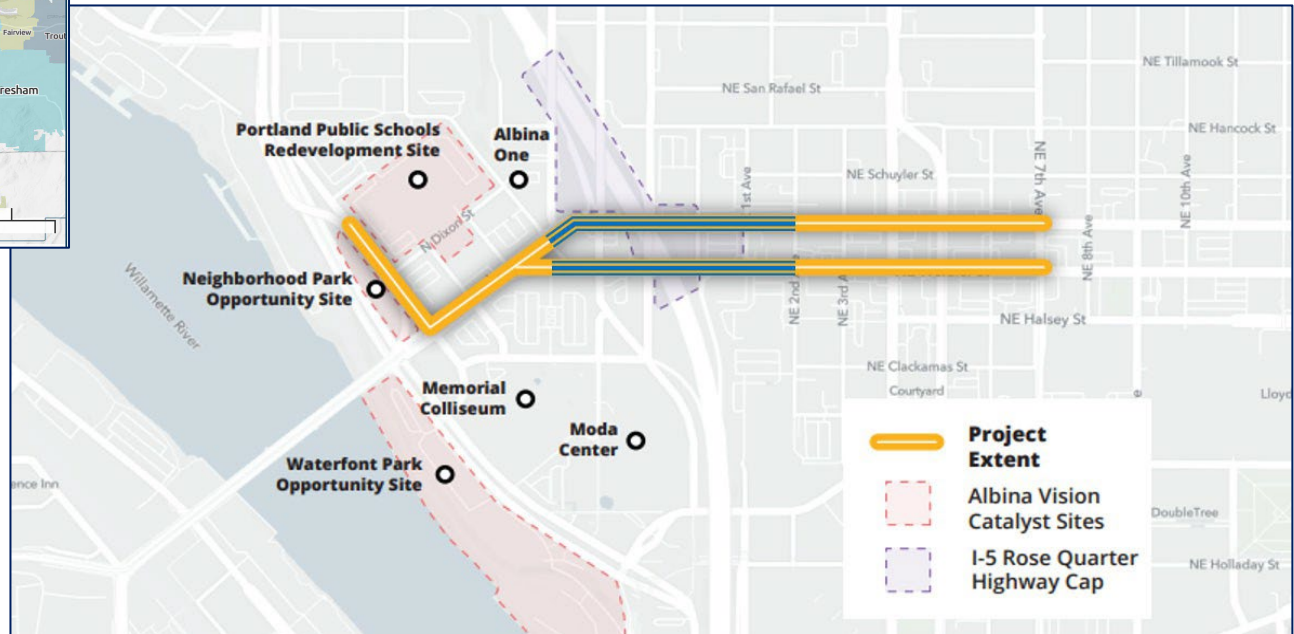 Fairview
Trout
resham
NE Tillamook St
NE San Rafael St
NE Hancock St
Portland Public Schools
Redevelopment Site
Albina
One
NE 7th Ave
NE 10th Ave
NE Schuyler St
1st Ave
N Dixon St
NE 8th Ave
Willamette River
Neighborhood Park
Opportunity Site
NE 2nd
NE 3rd A
NE Halsey St
NE Clackamas St
Courtyard
Lloyd
Memorial
Colliseum
Moda
Center
Waterfont Park
Opportunity Site
ence Inn
Project
Extent
Albina Vision
Catalyst Sites
I-5 Rose Quarter
Highway Cap
DoubleTree
NE Holladay St